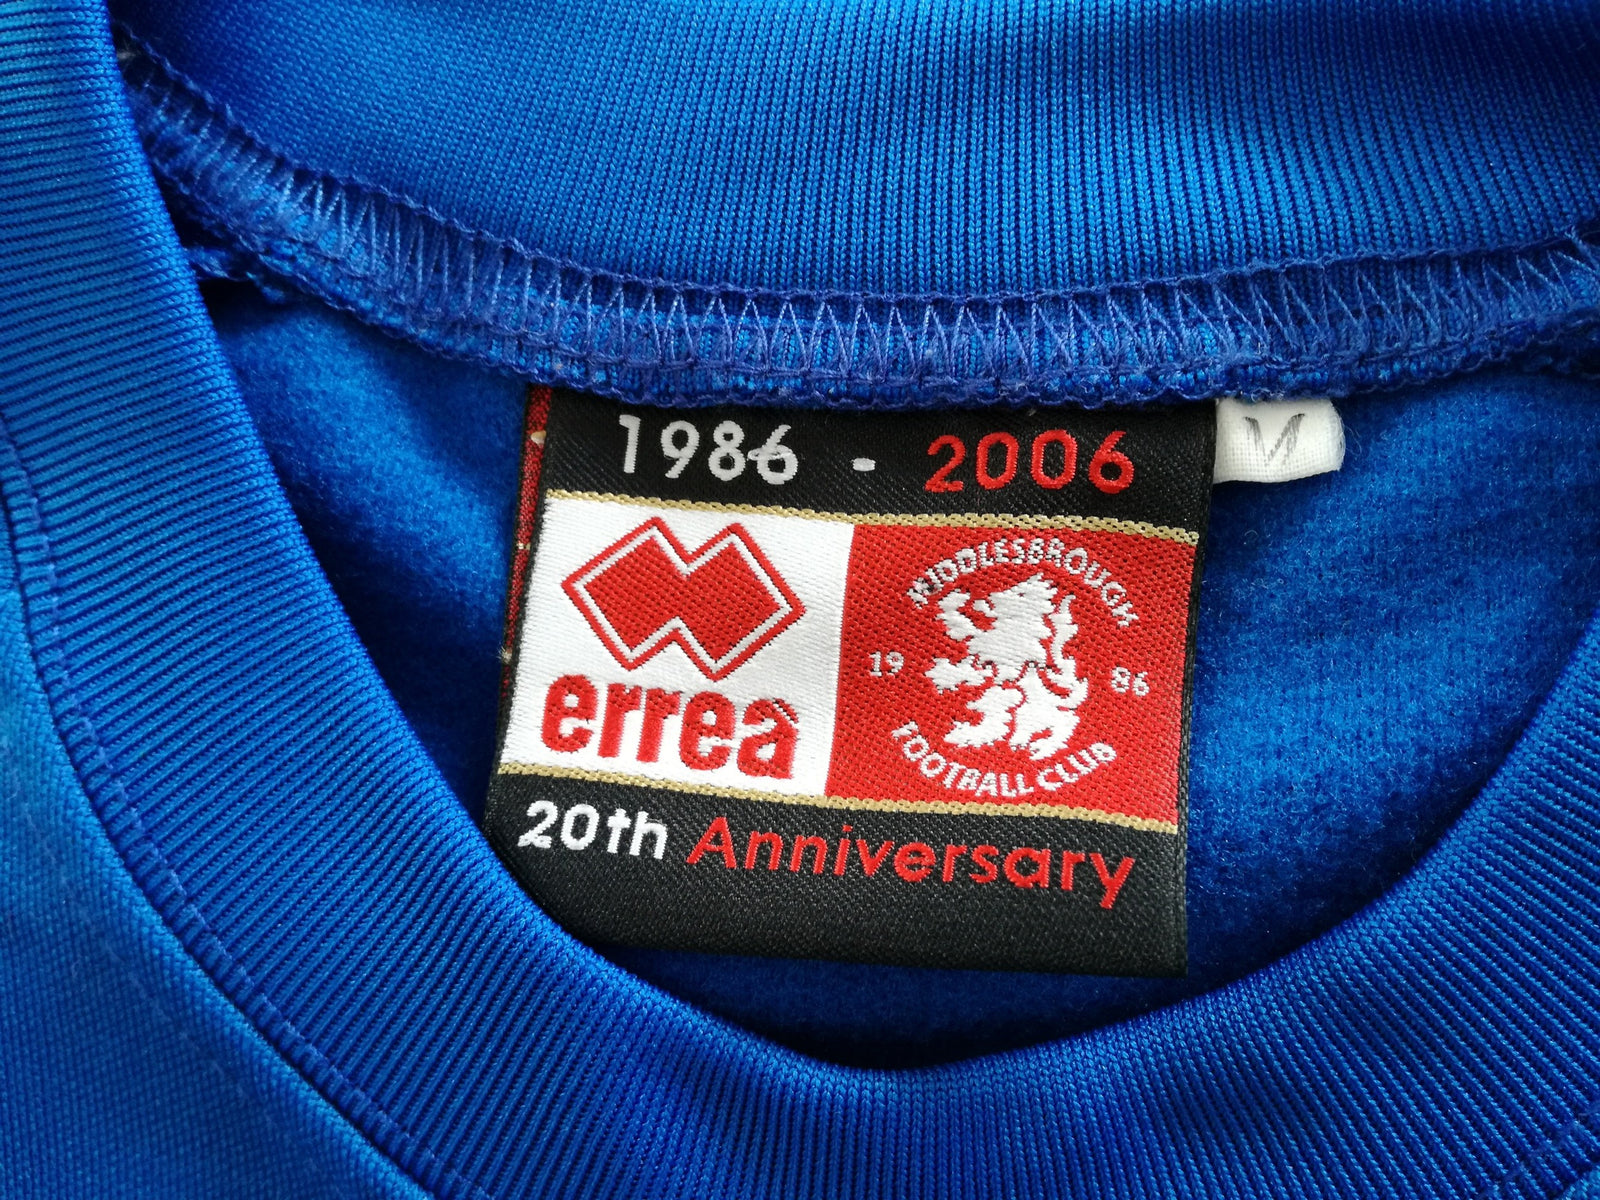 1986 - 2006
M
errea
MIDDLESBROUGH
19 86
FOOTBALL CLUB
20th Anniversary